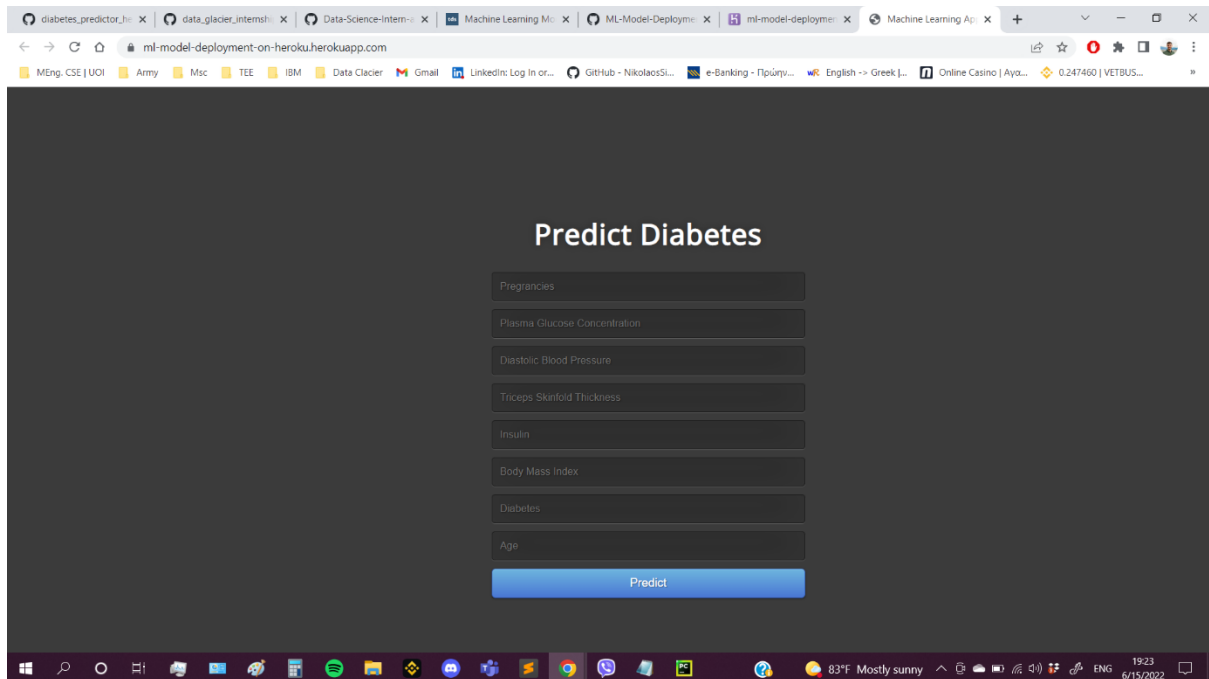 diabetes_predictor_he
data_glacier_internshi
Data-Science-Intern-a
Machine Learning Mo
ML-Model-Deployme
ml-model-deploymen
Machine Learning Ap
ml-model-deployment-on-heroku.herokuapp.com
MEng. CSE | UOI
Army
Msc
TEE
IBM
Data Clacier
Gmail
LinkedIn: Log In or...
GitHub - NikolaosSi...
e-Banking - Πρώην...
English -> Greek |...
Online Casino | Αγα...
0.247460 | VETBUS...
Predict Diabetes
Pregrancies
Plasma Glucose Concentration
Diastolic Blood Pressure
Triceps Skinfold Thickness
Insulin
Body Mass Index
Diabetes
Age
Predict
83°F Mostly sunny
ENG
19:23
6/15/2022